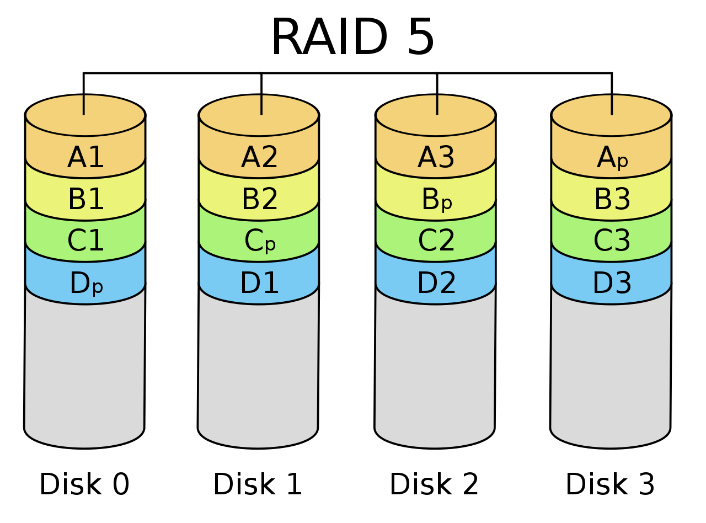 RAID 5
A1 A2 A3 Ap
B1 B2 Bp B3
C1 Cp C2 C3
Dp D1 D2 D3
Disk 0 Disk 1 Disk 2 Disk 3